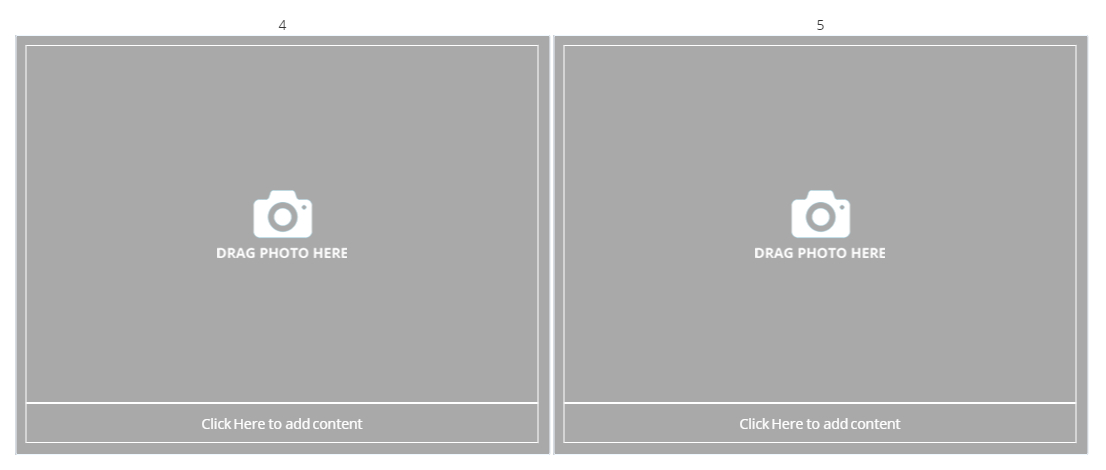 4
5
DRAG PHOTO HERE
DRAG PHOTO HERE
Click Here to add content
Click Here to add content